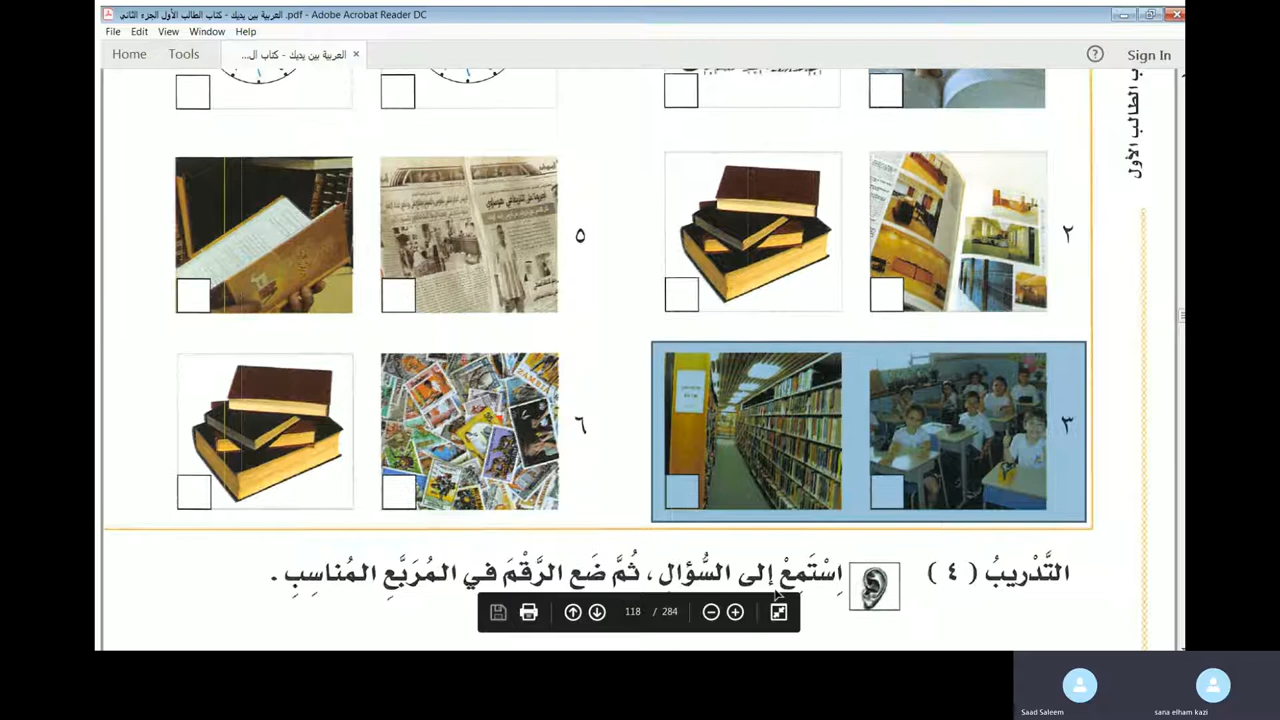 العربية بين يديك - كتاب الطالب الأول الجزء الثاني .pdf - Adobe Acrobat Reader DC
File Edit View Window Help
Home Tools العربية بين يديك - كتاب ال... × ? Sign In
الطالب الأول
٢
٥
٣
٦
التَّدْرِيبُ ( ٤ ) اِسْتَمِعْ إلى السُّؤالِ ، ثُمَّ ضَع الرَّقْمَ في المُرَبَّعِ المُناسِبِ .
118 / 284
Saad Saleem
sana elham kazi